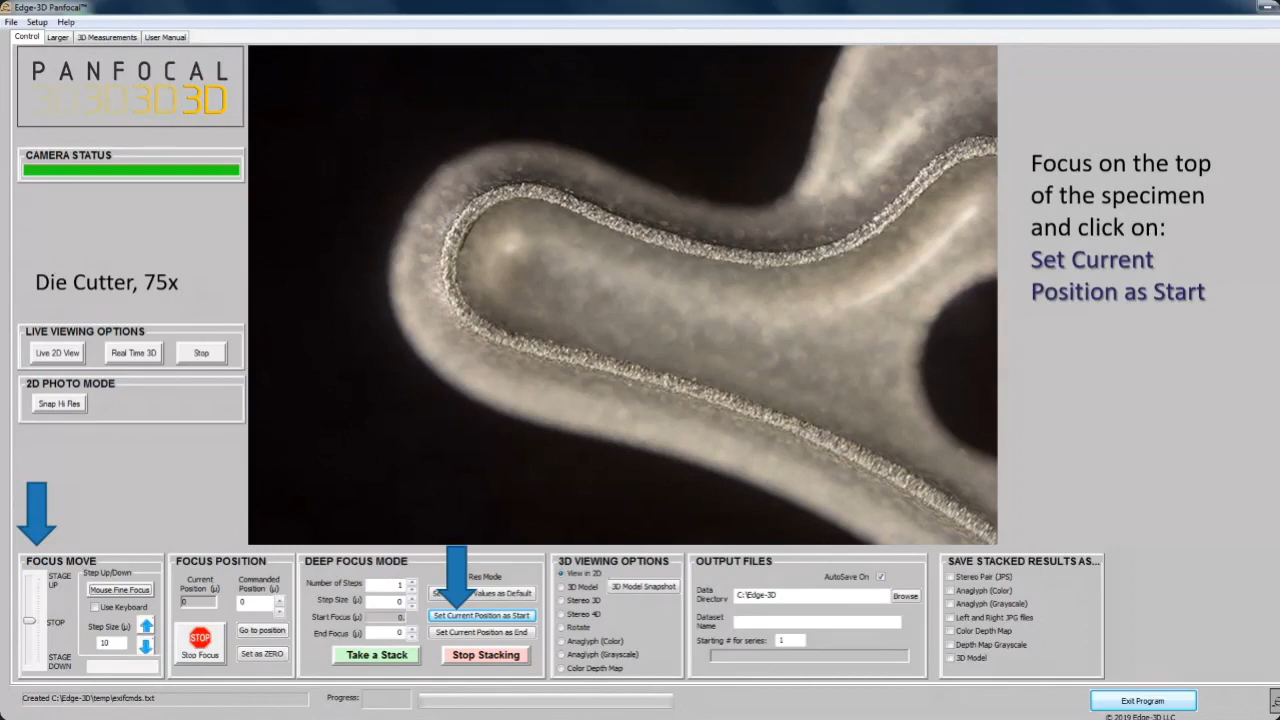 Edge-3D Panfocal™
File Setup Help
Control Larger 3D Measurements User Manual
PANFOCAL
3D3D3D3D
CAMERA STATUS
Die Cutter, 75x
LIVE VIEWING OPTIONS
Live 2D View Real Time 3D Stop
2D PHOTO MODE
Snap Hi Res
Focus on the top
of the specimen
and click on:
Set Current
Position as Start
FOCUS MOVE
STAGE UP
STOP
STAGE DOWN
Step Up/Down
Mouse Fine Focus
Use Keyboard
Step Size (µ)
10
FOCUS POSITION
Current Position (µ)
0
Commanded Position (µ)
0
STOP
Stop Focus
Go to position
Set as ZERO
DEEP FOCUS MODE
Number of Steps 1
Step Size (µ) 0
Start Focus (µ) 0
End Focus (µ) 0
Res Mode
Values as Default
Set Current Position as Start
Set Current Position as End
Take a Stack
Stop Stacking
3D VIEWING OPTIONS
View in 2D
3D Model
3D Model Snapshot
Stereo 3D
Stereo 4D
Rotate
Anaglyph (Color)
Anaglyph (Grayscale)
Color Depth Map
OUTPUT FILES
AutoSave On
Data Directory C:\Edge-3D Browse
Dataset Name
Starting # for series: 1
SAVE STACKED RESULTS AS...
Stereo Pair (JPS)
Anaglyph (Color)
Anaglyph (Grayscale)
Left and Right JPG files
Color Depth Map
Depth Map Grayscale
3D Model
Created C:\Edge-3D\temp\exifcmds.txt
Progress:
Exit Program
© 2019 Edge-3D LLC